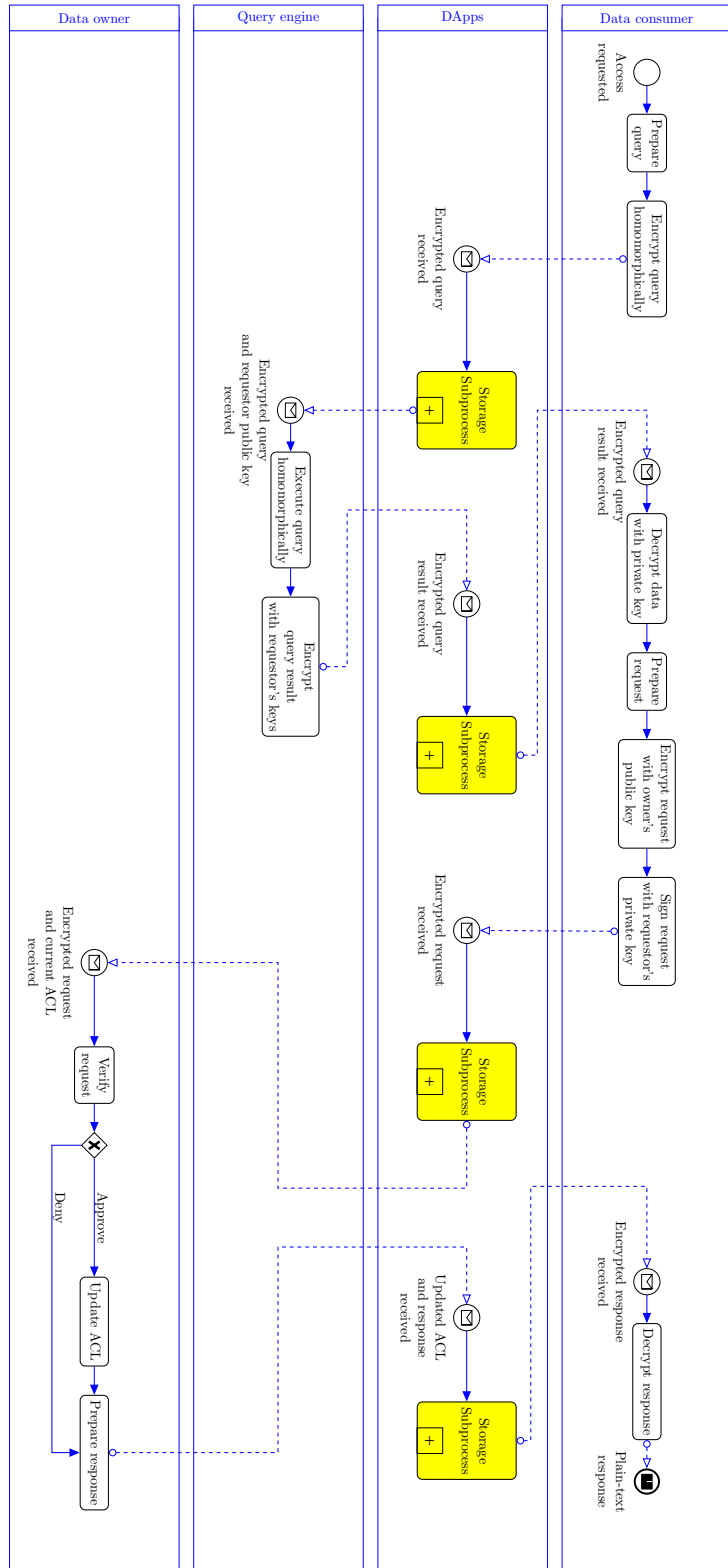 Data owner
Query engine
DApps
Data consumer
Access
requested
Prepare
query
Encrypt query
homomorphically
Encrypted query
received
Storage
Subprocess
+
Encrypted query
and requestor public key
received
Execute query
homomorphically
Encrypt
query result
with requestor's keys
Encrypted query
result received
Storage
Subprocess
+
Encrypted query
result received
Decrypt data
with private key
Prepare
request
Encrypt request
with owner's
public key
Sign request
with requestor's
private key
Encrypted request
received
Storage
Subprocess
+
Encrypted request
and current ACL
received
Verify
request
X
Approve
Deny
Update ACL
Prepare response
Updated ACL
and response
received
Storage
Subprocess
+
Encrypted response
received
Decrypt response
Plain-text
response